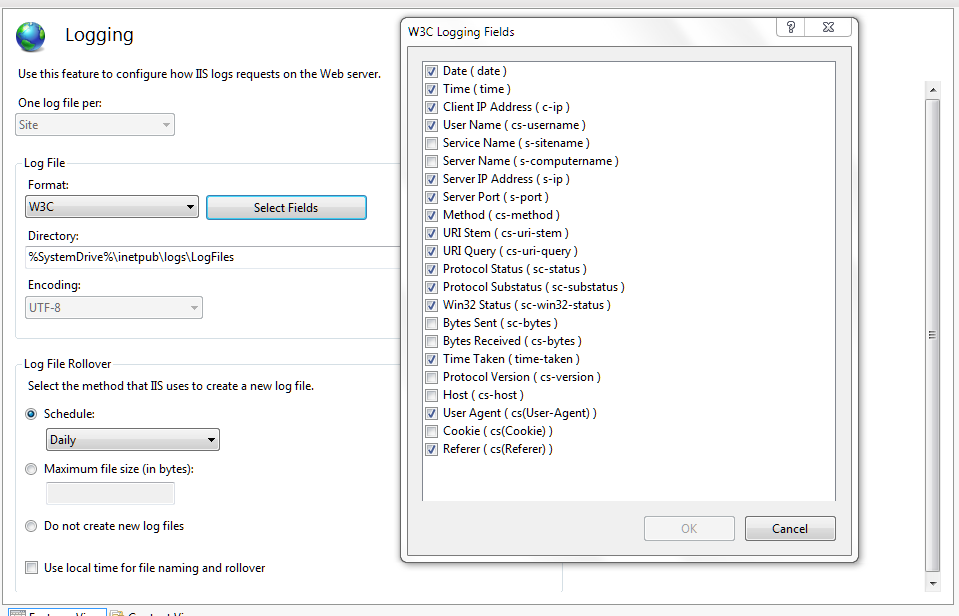 Logging
Use this feature to configure how IIS logs requests on the Web server.
One log file per:
Site
Log File
Format:
W3C
Select Fields
Directory:
%SystemDrive%\inetpub\logs\LogFiles
Encoding:
UTF-8
Log File Rollover
Select the method that IIS uses to create a new log file.
Schedule:
Daily
Maximum file size (in bytes):
Do not create new log files
Use local time for file naming and rollover
W3C Logging Fields
?
Date ( date )
Time ( time )
Client IP Address ( c-ip )
User Name ( cs-username )
Service Name ( s-sitename )
Server Name ( s-computername )
Server IP Address ( s-ip )
Server Port ( s-port )
Method ( cs-method )
URI Stem ( cs-uri-stem )
URI Query ( cs-uri-query )
Protocol Status ( sc-status )
Protocol Substatus ( sc-substatus )
Win32 Status ( sc-win32-status )
Bytes Sent ( sc-bytes )
Bytes Received ( cs-bytes )
Time Taken ( time-taken )
Protocol Version ( cs-version )
Host ( cs-host )
User Agent ( cs(User-Agent) )
Cookie ( cs(Cookie) )
Referer ( cs(Referer) )
OK
Cancel